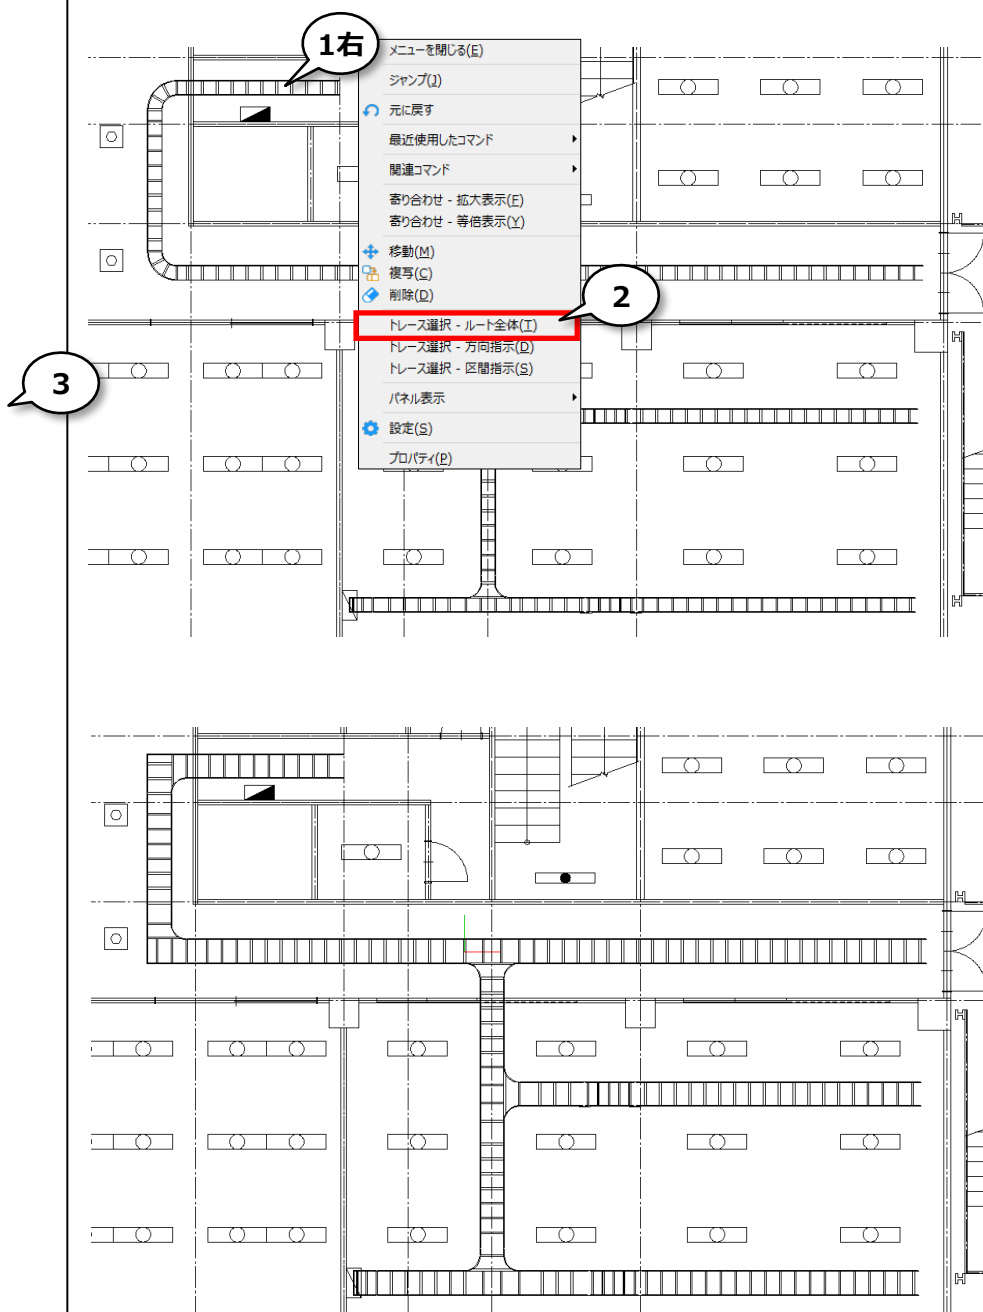 1右
メニューを閉じる(E)
ジャンプ(J)
元に戻す
最近使用したコマンド
関連コマンド
寄り合わせ - 拡大表示(F)
寄り合わせ - 等倍表示(Y)
移動(M)
複写(C)
削除(D)
2
トレース選択 - ルート全体(T)
トレース選択 - 方向指示(D)
トレース選択 - 区間指示(S)
3
パネル表示
設定(S)
プロパティ(P)